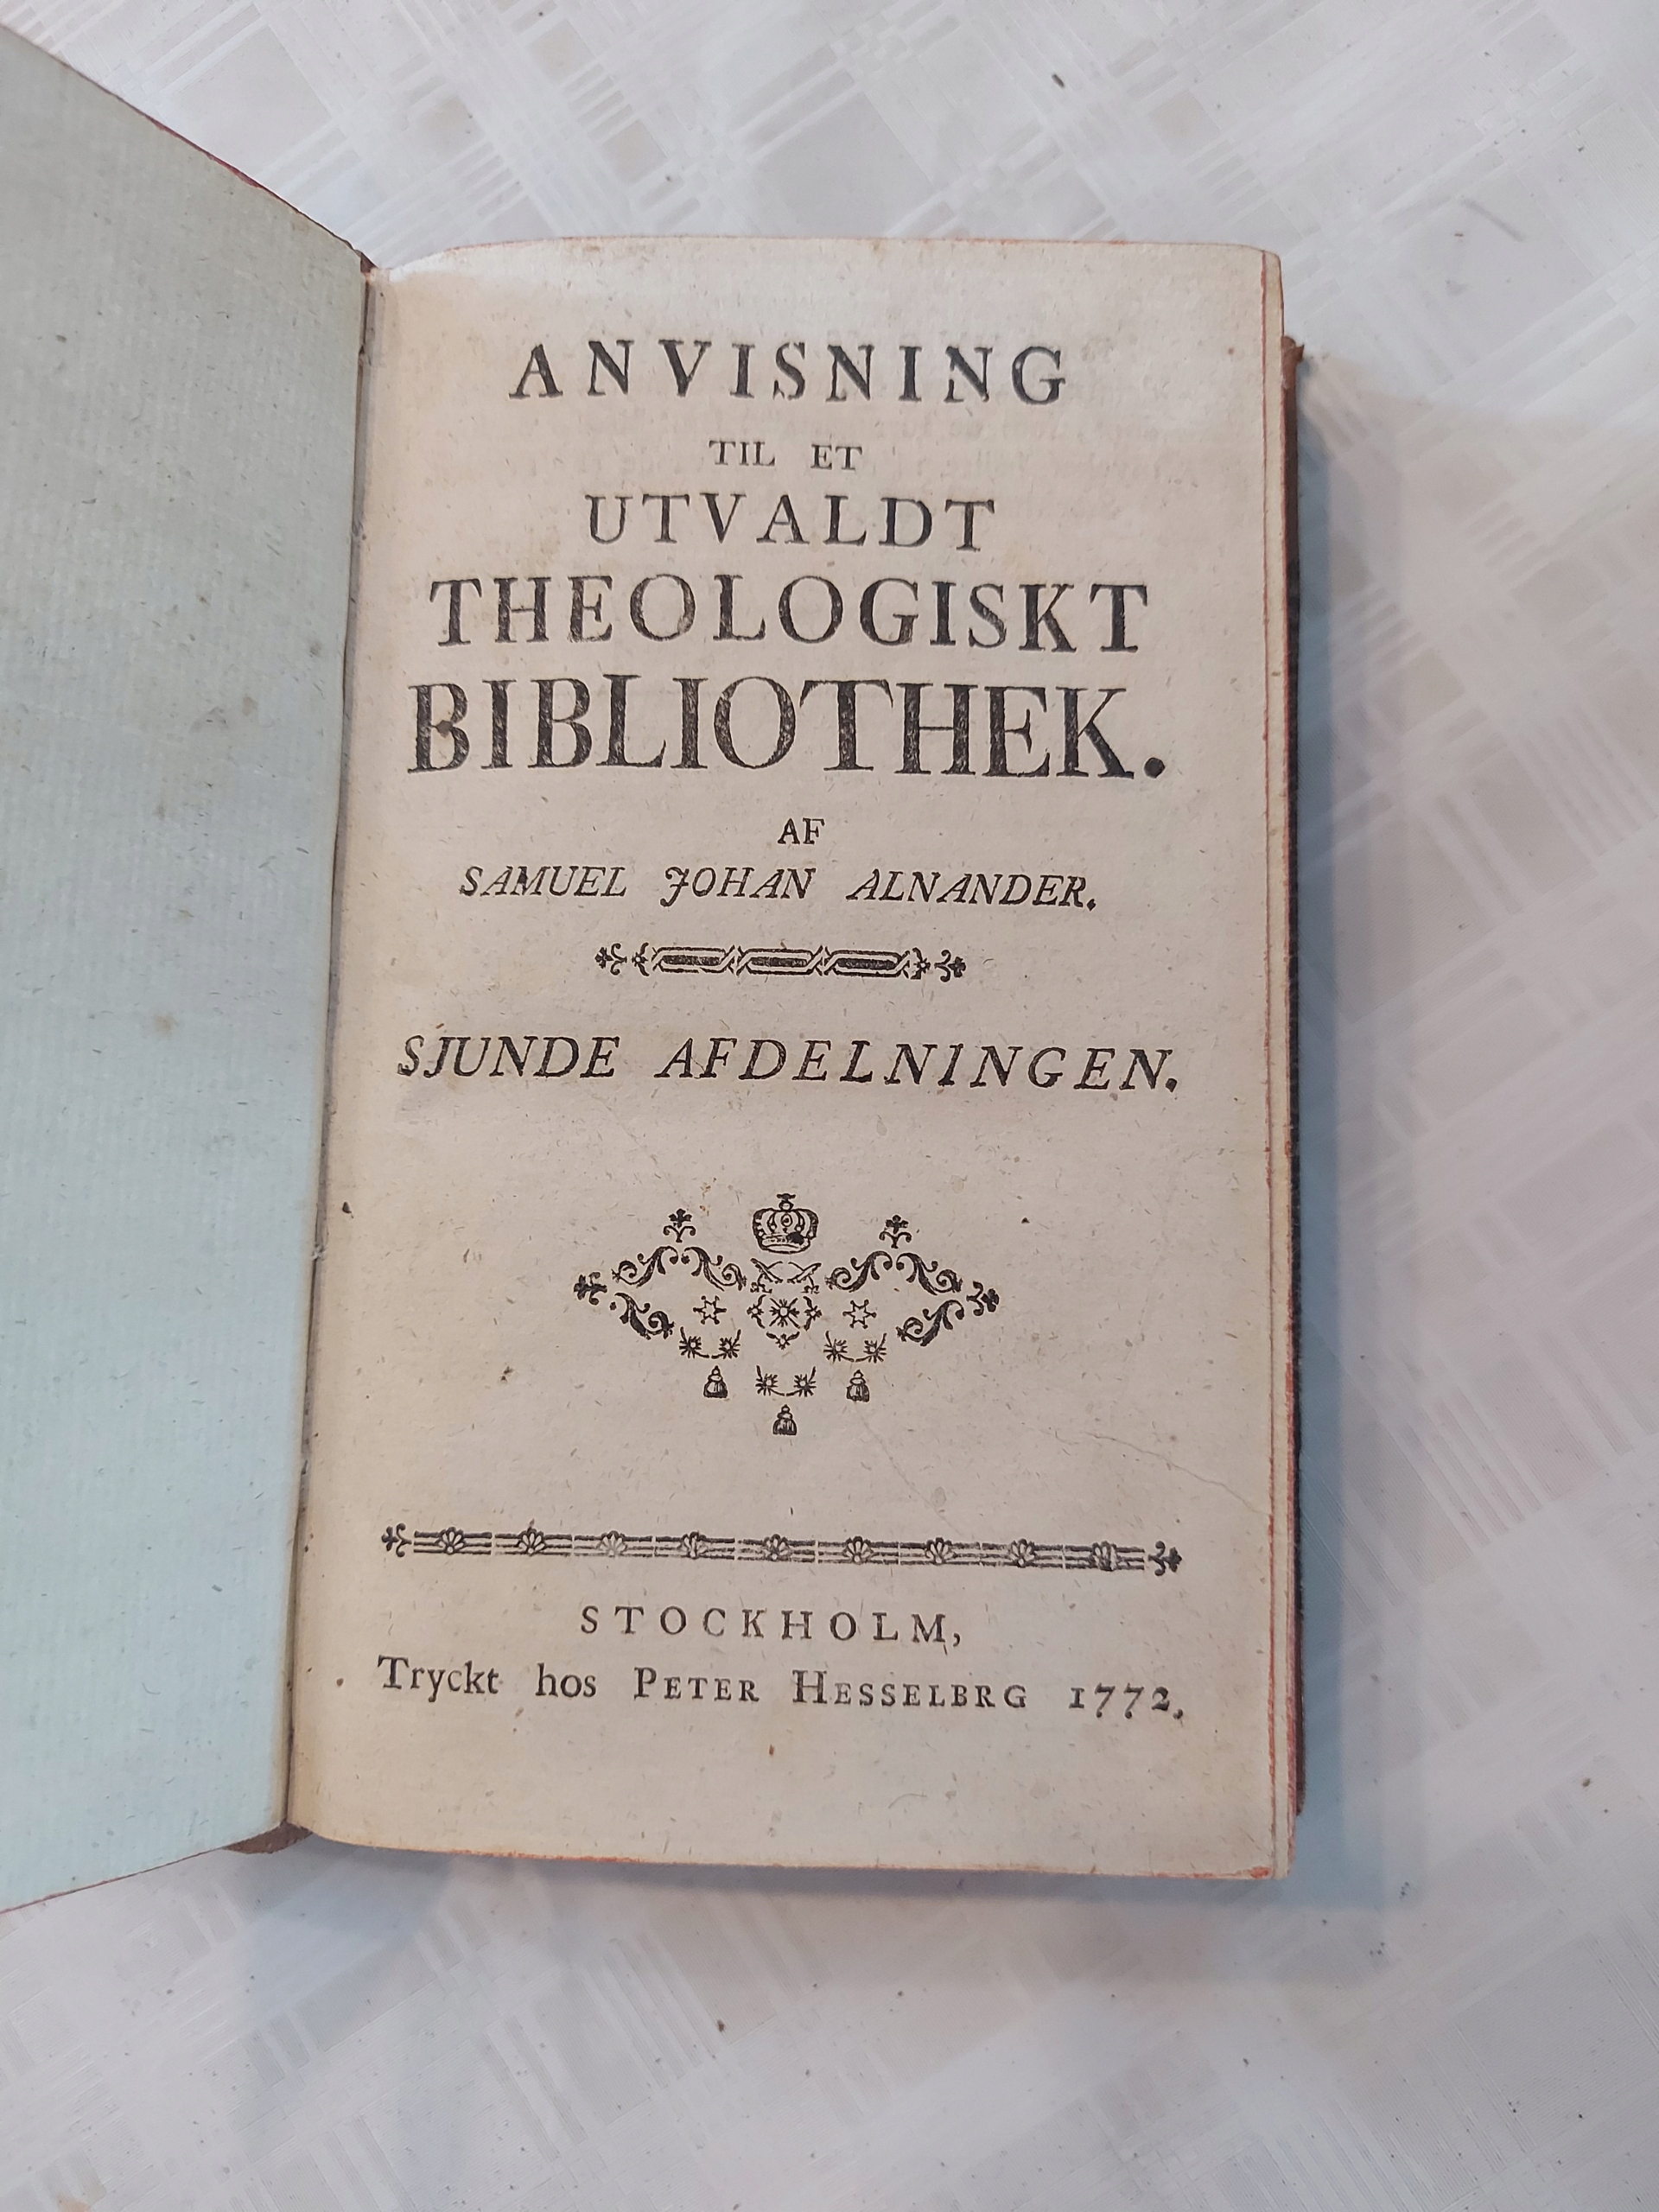 ANVISNING
TIL ET
UTVALDT
THEOLOGISKT
BIBLIOTHEK.
AF
SAMUEL JOHAN ALNANDER.
SJUNDE AFDELNINGEN.
STOCKHOLM,
Tryckt hos PETER HESSELBRG 1772.